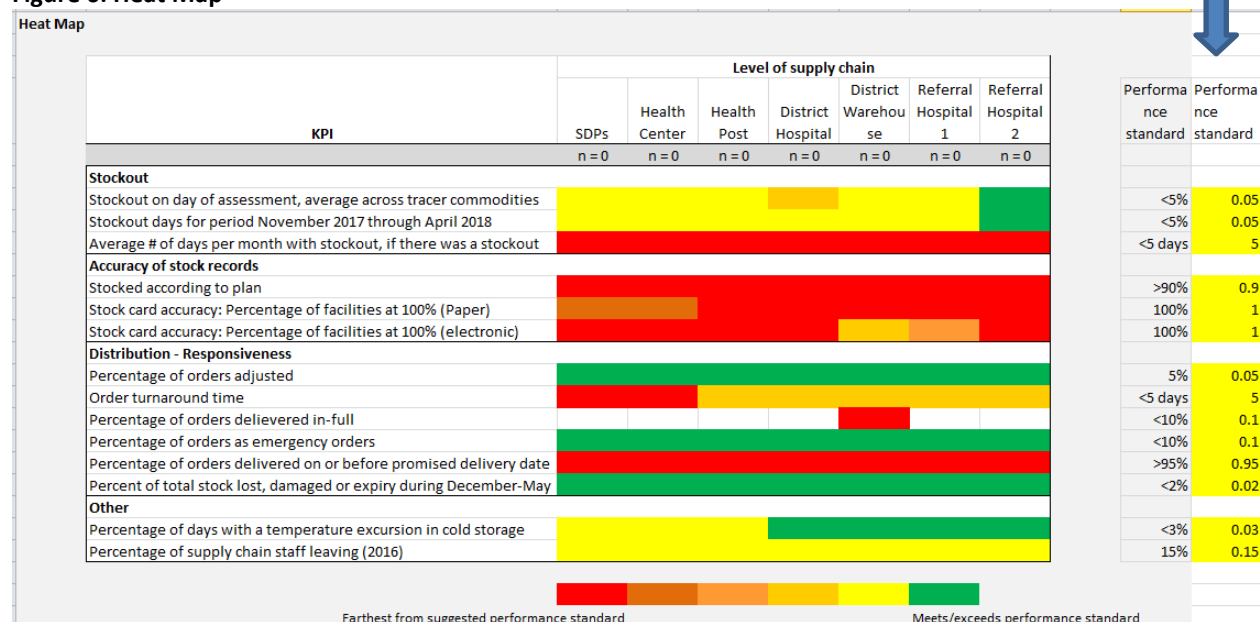 Figure 6. Heat Map
Heat Map
Level of supply chain
KPI SDPs Health Center Health Post District Hospital District Warehou se Referral Hospital 1 Referral Hospital 2 Performa nce standard Performa nce standard
n = 0 n = 0 n = 0 n = 0 n = 0 n = 0 n = 0
Stockout
Stockout on day of assessment, average across tracer commodities <5% 0.05
Stockout days for period November 2017 through April 2018 <5% 0.05
Average # of days per month with stockout, if there was a stockout <5 days 5
Accuracy of stock records
Stocked according to plan >90% 0.9
Stock card accuracy: Percentage of facilities at 100% (Paper) 100% 1
Stock card accuracy: Percentage of facilities at 100% (electronic) 100% 1
Distribution - Responsiveness
Percentage of orders adjusted 5% 0.05
Order turnaround time <5 days 5
Percentage of orders delievered in-full <10% 0.1
Percentage of orders as emergency orders <10% 0.1
Percentage of orders delivered on or before promised delivery date >95% 0.95
Percent of total stock lost, damaged or expiry during December-May <2% 0.02
Other
Percentage of days with a temperature excursion in cold storage <3% 0.03
Percentage of supply chain staff leaving (2016) 15% 0.15
Farthest from suggested performance standard Meets/exceeds performance standard